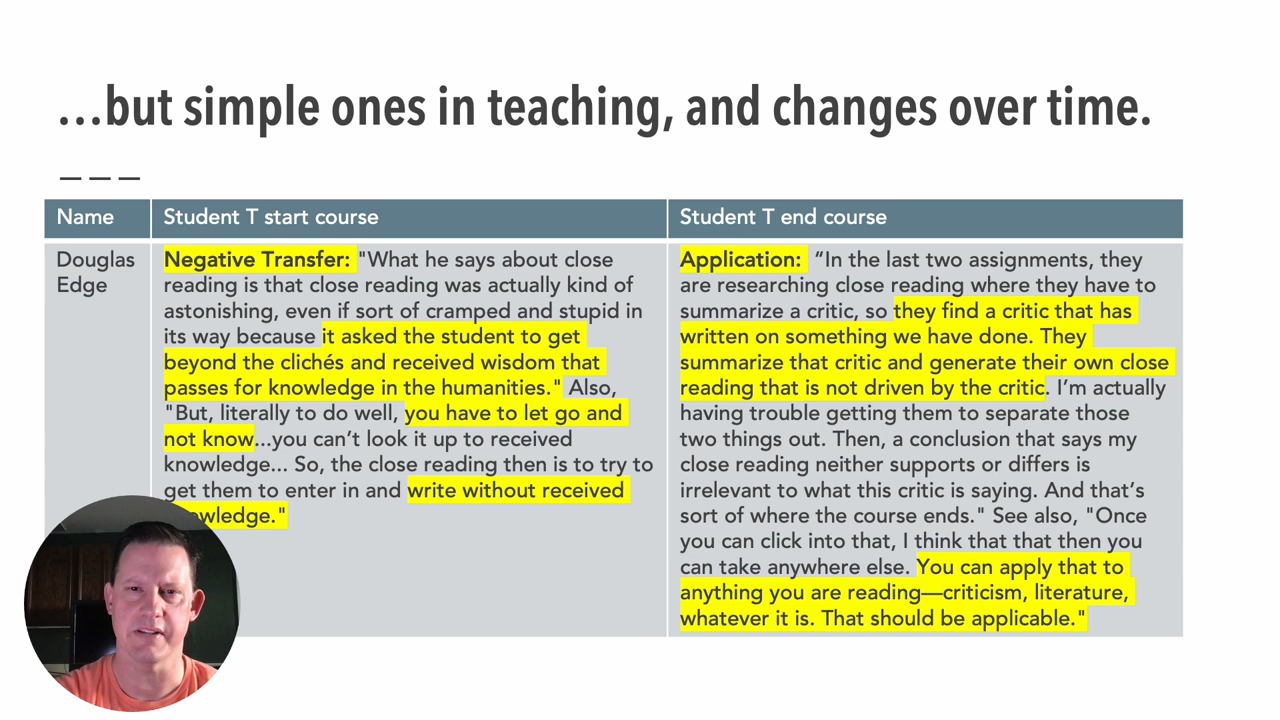 …but simple ones in teaching, and changes over time.
Name
Student T start course
Student T end course
Douglas
Edge
Negative Transfer: "What he says about close
reading is that close reading was actually kind of
astonishing, even if sort of cramped and stupid in
its way because it asked the student to get
beyond the clichés and received wisdom that
passes for knowledge in the humanities." Also,
"But, literally to do well, you have to let go and
not know...you can’t look it up to received
knowledge... So, the close reading then is to try to
get them to enter in and write without received
wledge."
Application: “In the last two assignments, they
are researching close reading where they have to
summarize a critic, so they find a critic that has
written on something we have done. They
summarize that critic and generate their own close
reading that is not driven by the critic. I’m actually
having trouble getting them to separate those
two things out. Then, a conclusion that says my
close reading neither supports or differs is
irrelevant to what this critic is saying. And that’s
sort of where the course ends." See also, "Once
you can click into that, I think that that then you
can take anywhere else. You can apply that to
anything you are reading—criticism, literature,
whatever it is. That should be applicable."